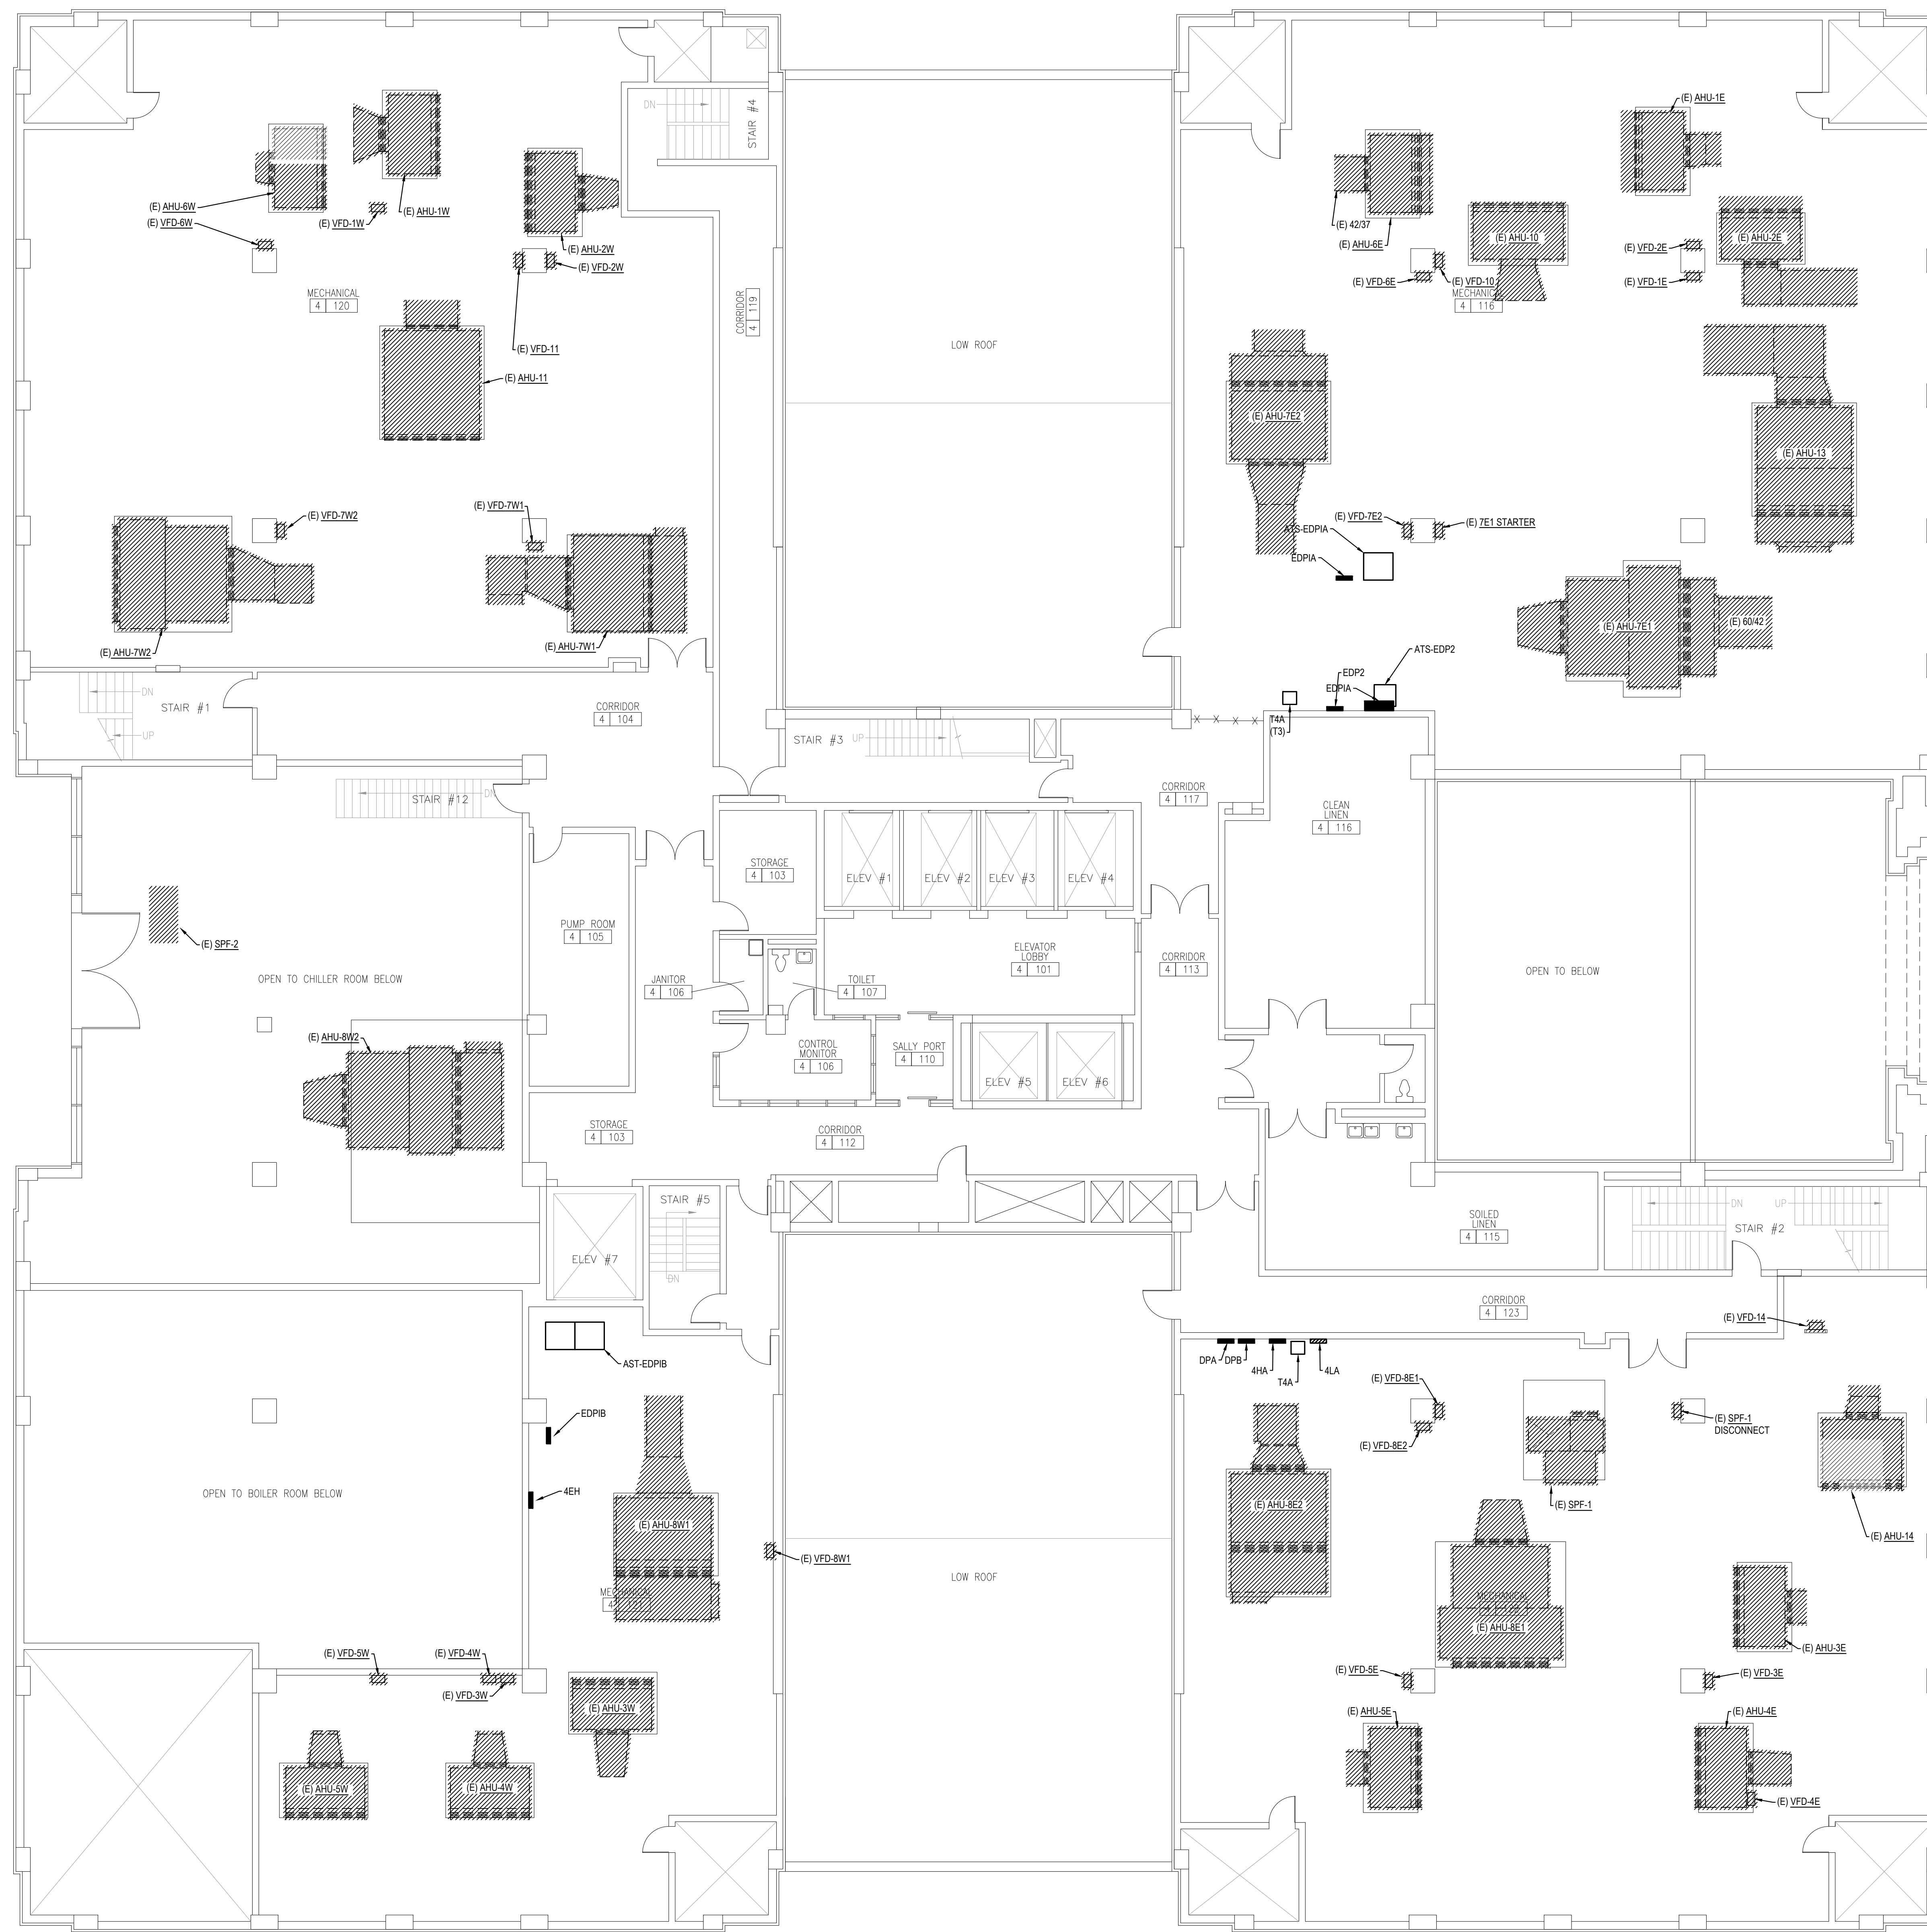 (E) AHU-1E
DN
STAIR #4
(E) AHU-6W
(E) VFD-6W
(E) VFD-1W
(E) AHU-1W
(E) AHU-2W
(E) VFD-2W
(E) 42/37
(E) AHU-6E
(E) AHU-10
(E) VFD-2E
(E) AHU-2E
(E) VFD-6E
(E) VFD-10
(E) VFD-1E
MECHANICAL
4 120
MECHANICAL
4 116
CORRIDOR
4 119
(E) VFD-11
LOW ROOF
(E) AHU-11
(E) AHU-7E2
(E) AHU-13
(E) VFD-7W2
(E) VFD-7W1
(E) VFD-7E2
(E) 7E1 STARTER
ATS-EDPIA
EDPIA
(E) AHU-7W2
(E) AHU-7W1
(E) AHU-7E1
(E) 60/42
ATS-EDP2
EDP2
EDPIA
T4A
(T3)
DN
STAIR #1
UP
CORRIDOR
4 104
STAIR #3
UP
STAIR #12
DN
CORRIDOR
4 117
CLEAN
LINEN
4 116
STORAGE
4 103
ELEV #1
ELEV #2
ELEV #3
ELEV #4
(E) SPF-2
PUMP ROOM
4 105
ELEVATOR
LOBBY
4 101
CORRIDOR
4 113
OPEN TO CHILLER ROOM BELOW
JANITOR
4 106
TOILET
4 107
OPEN TO BELOW
(E) AHU-8W2
CONTROL
MONITOR
4 106
SALLY PORT
4 110
ELEV #5
ELEV #6
STORAGE
4 103
CORRIDOR
4 112
STAIR #5
DN
ELEV #7
SOILED
LINEN
4 115
DN
UP
STAIR #2
CORRIDOR
4 123
(E) VFD-14
AST-EDPIB
DPA
DPB
4HA
T4A
4LA
(E) VFD-8E1
EDPIB
(E) VFD-8E2
(E) SPF-1
DISCONNECT
OPEN TO BOILER ROOM BELOW
4EH
(E) AHU-8W1
(E) AHU-8E2
(E) SPF-1
(E) AHU-14
(E) VFD-8W1
LOW ROOF
MECHANICAL
4 121
MECHANICAL
4
(E) AHU-8E1
(E) AHU-3E
(E) VFD-5W
(E) VFD-4W
(E) VFD-3W
(E) VFD-5E
(E) VFD-3E
(E) AHU-3W
(E) AHU-5E
(E) AHU-4E
(E) AHU-5W
(E) AHU-4W
(E) VFD-4E